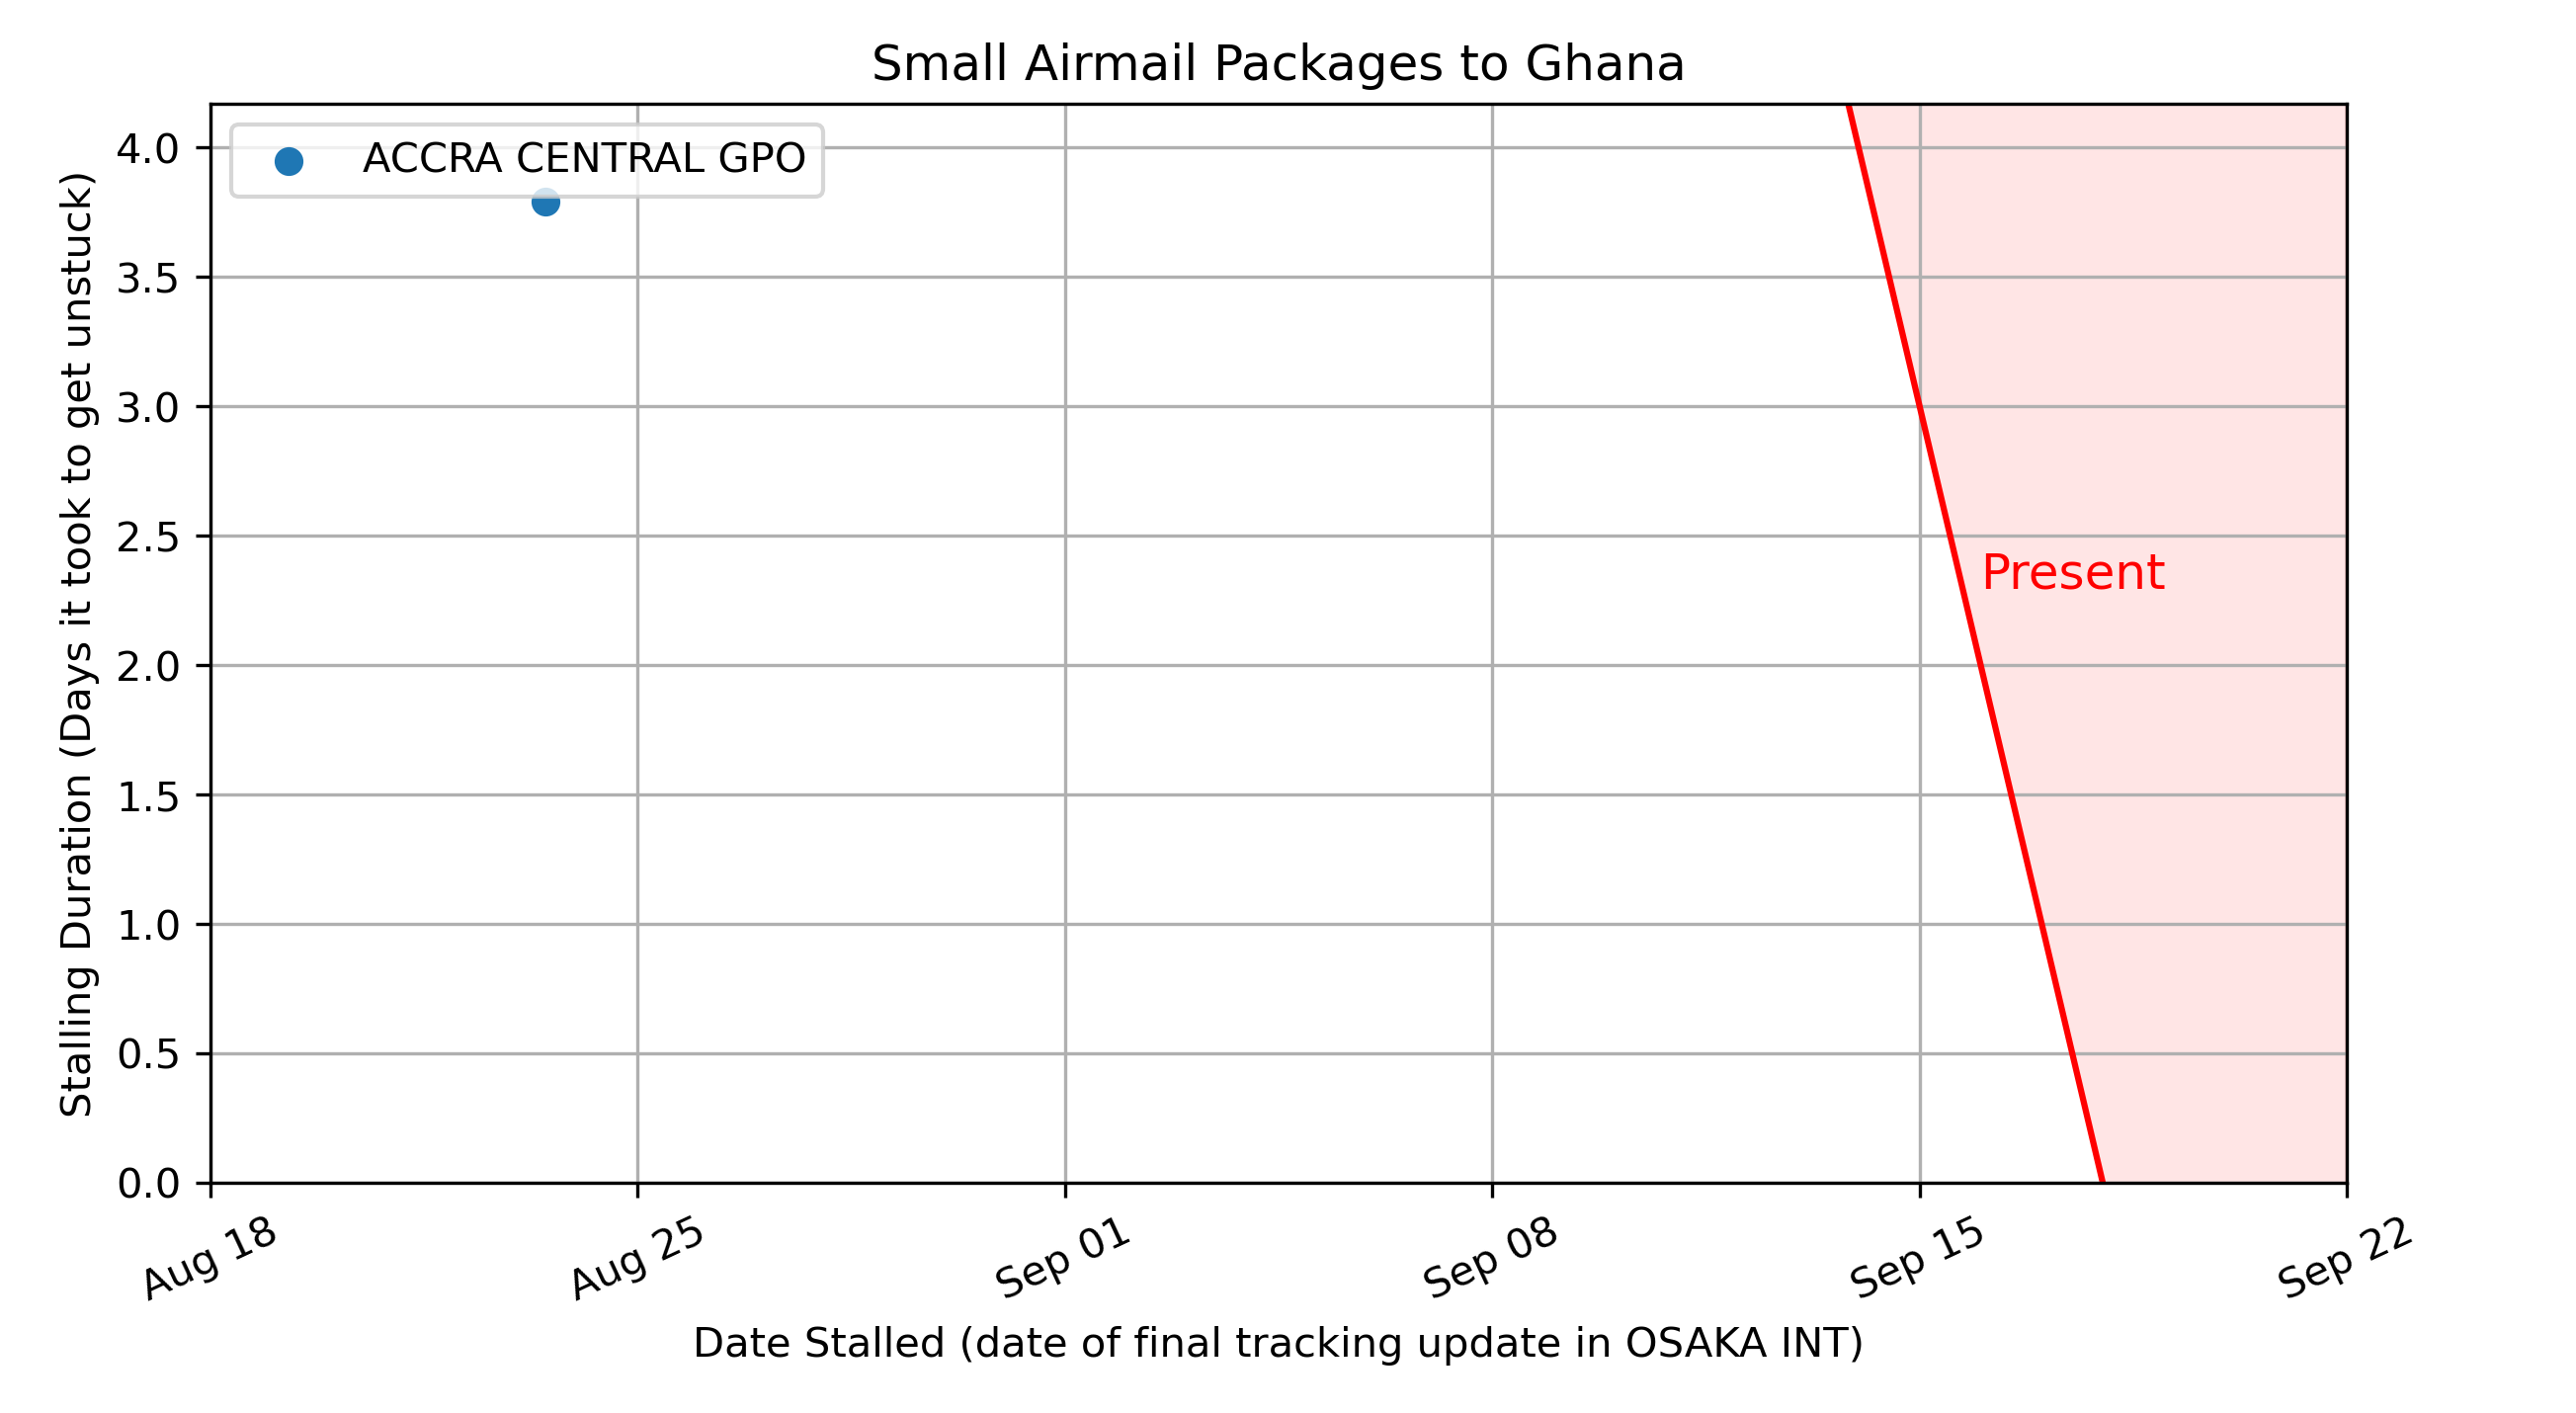 Small Airmail Packages to Ghana
ACCRA CENTRAL GPO
4.0
3.5
3.0
2.5
2.0
1.5
1.0
0.5
0.0
Stalling Duration (Days it took to get unstuck)
Present
Aug 18
Aug 25
Sep 01
Sep 08
Sep 15
Sep 22
Date Stalled (date of final tracking update in OSAKA INT)